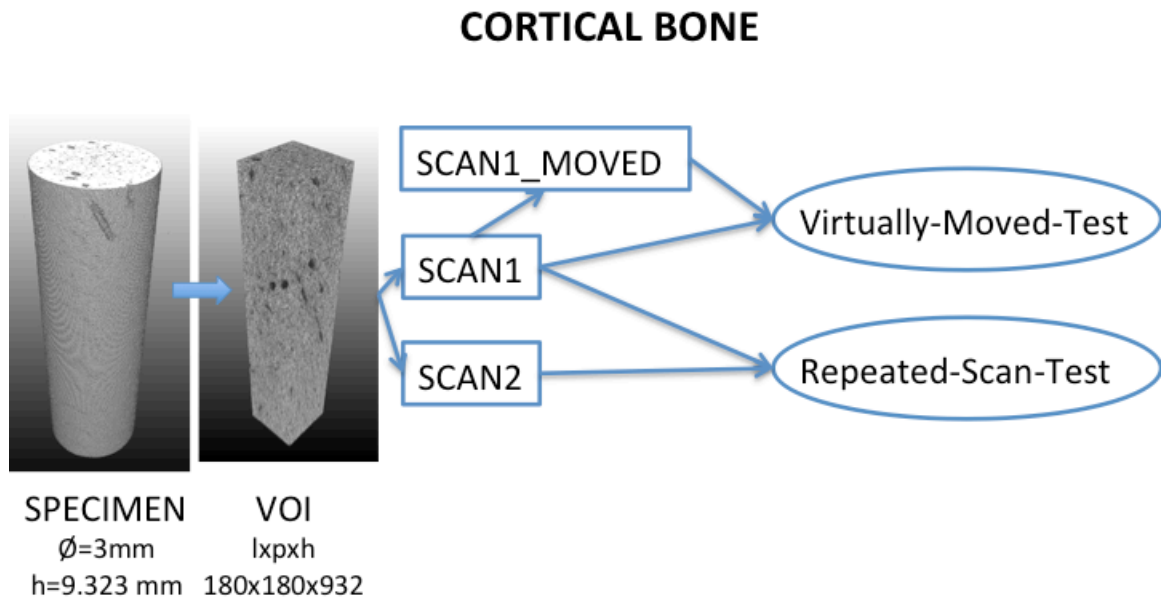 CORTICAL BONE
SCAN1_MOVED
Virtually-Moved-Test
SCAN1
SCAN2
Repeated-Scan-Test
SPECIMEN
Ø=3mm
h=9.323 mm
VOI
lxpxh
180x180x932